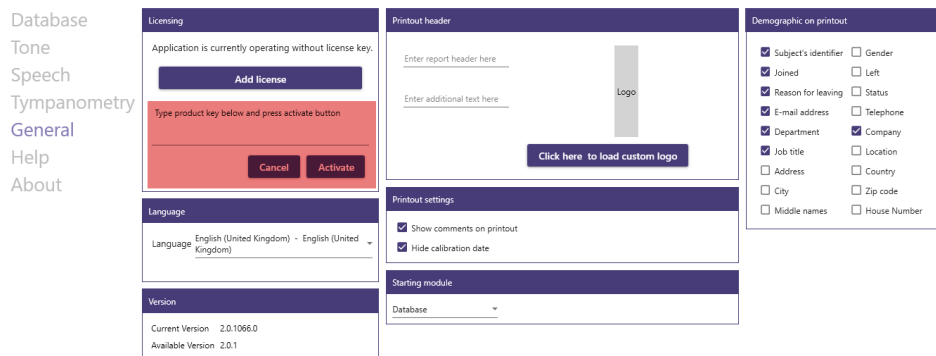 Database
Tone
Speech
Tympanometry
General
Help
About
Licensing
Application is currently operating without license key.
Add license
Type product key below and press activate button
Cancel Activate
Language
Language English (United Kingdom) - English (United
Kingdom)
Version
Current Version 2.0.1066.0
Available Version 2.0.1
Printout header
Enter report header here
Enter additional text here
Logo
Click here to load custom logo
Printout settings
Show comments on printout
Hide calibration date
Starting module
Database
Demographic on printout
Subject's identifier Gender
Joined Left
Reason for leaving Status
E-mail address Telephone
Department Company
Job title Location
Address Country
City Zip code
Middle names House Number